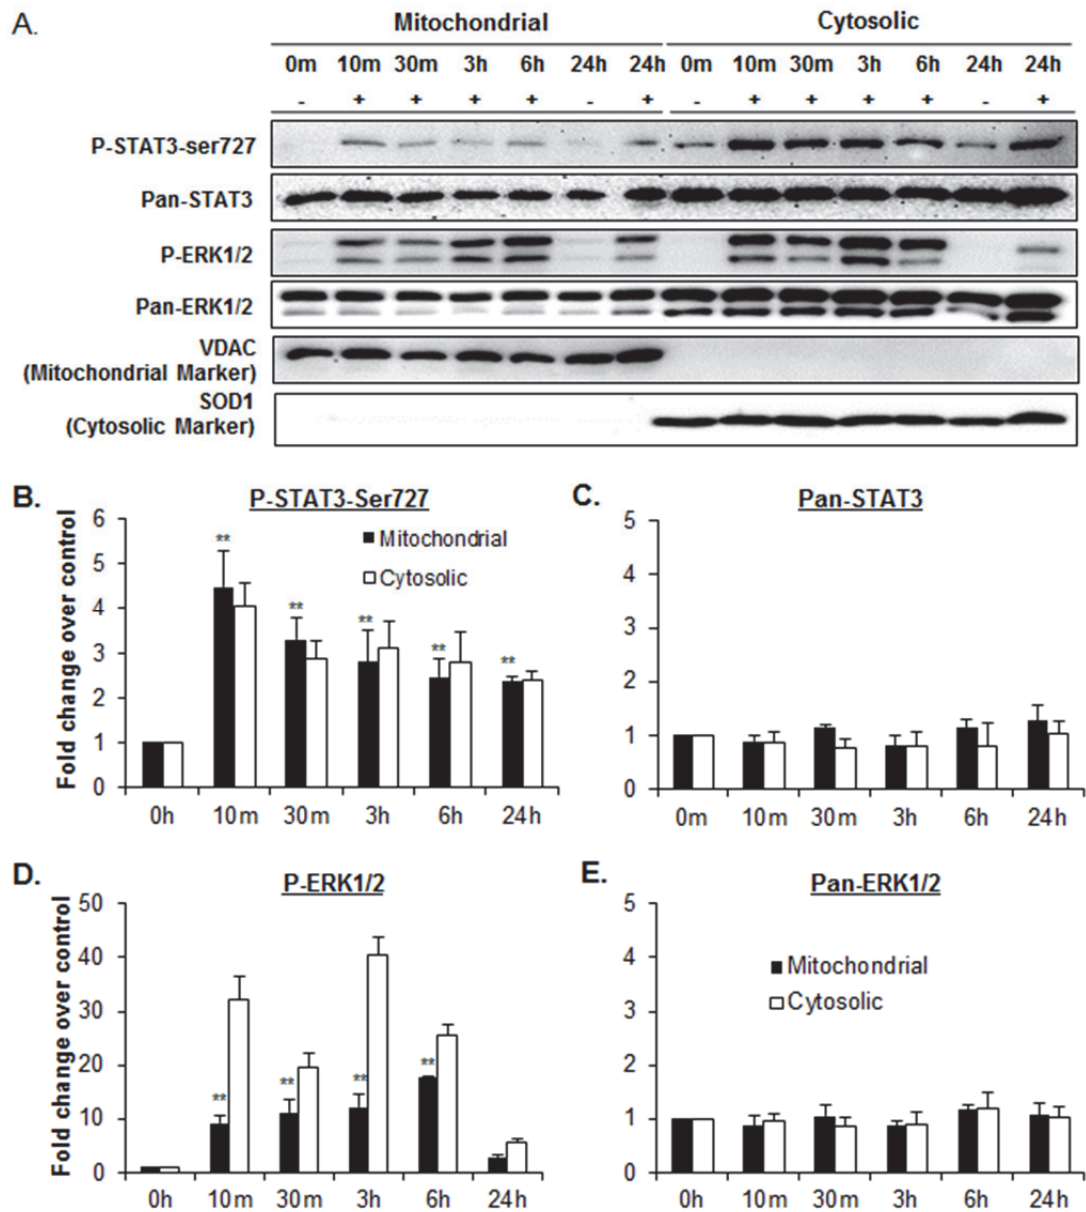 A.
Mitochondrial Cytosolic
0m 10m 30m 3h 6h 24h 24h 0m 10m 30m 3h 6h 24h 24h
- + + + + - + - + + + + - +
P-STAT3-ser727
Pan-STAT3
P-ERK1/2
Pan-ERK1/2
VDAC
(Mitochondrial Marker)
SOD1
(Cytosolic Marker)
B.
P-STAT3-Ser727
Fold change over control
6
5
4
3
2
1
0
** ** ** ** **
Mitochondrial
Cytosolic
0h 10m 30m 3h 6h 24h
C.
Pan-STAT3
5
4
3
2
1
0
0m 10m 30m 3h 6h 24h
D.
P-ERK1/2
Fold change over control
50
40
30
20
10
0
** ** ** **
0h 10m 30m 3h 6h 24h
E.
Pan-ERK1/2
5
4
3
2
1
0
Mitochondrial
Cytosolic
0h 10m 30m 3h 6h 24h